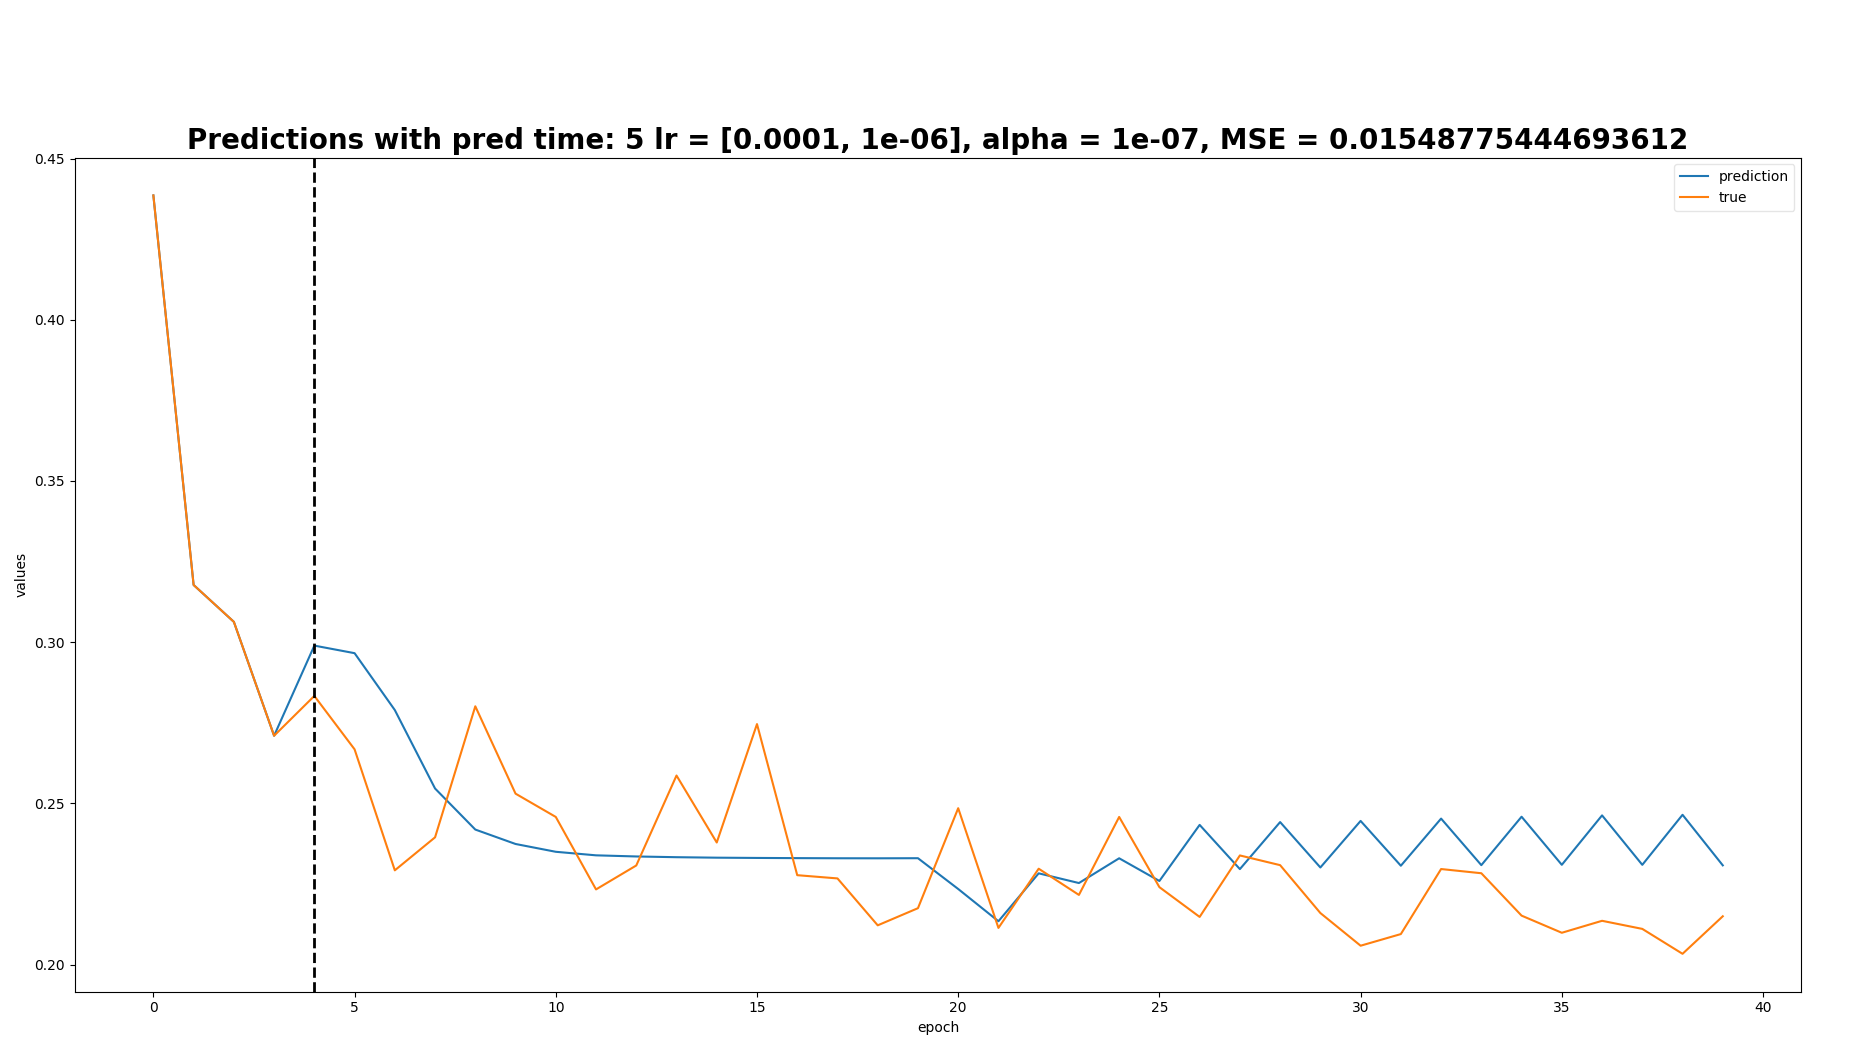 Predictions with pred time: 5 lr = [0.0001, 1e-06], alpha = 1e-07, MSE = 0.01548775444693612
0.45
prediction
true
0.40
0.35
values
0.30
0.25
0.20
0 5 10 15 20 25 30 35 40
epoch